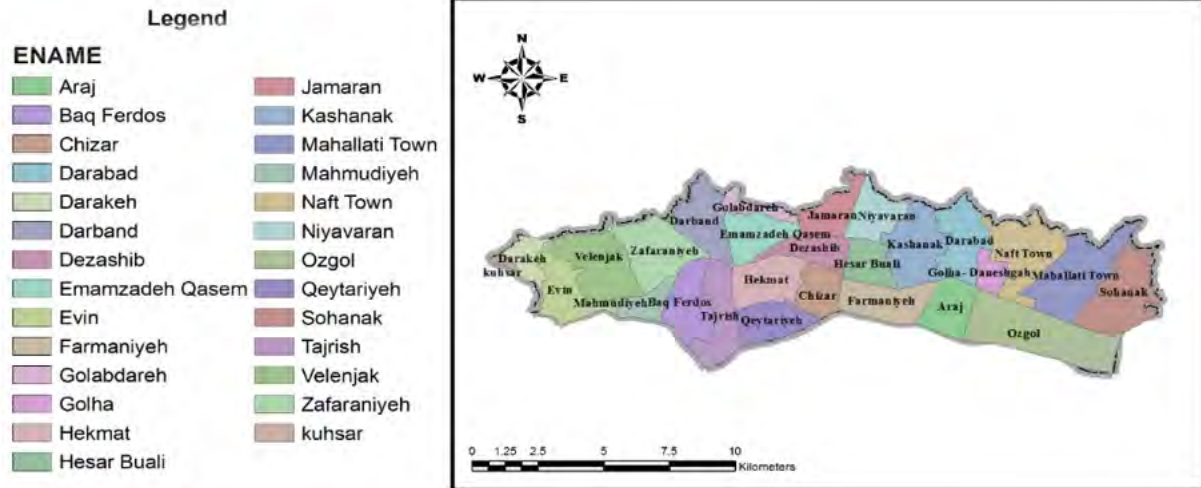 Legend
ENAME
Araj
Baq Ferdos
Chizar
Darabad
Darakeh
Darband
Dezashib
Emamzadeh Qasem
Evin
Farmaniyeh
Golabdareh
Golha
Hekmat
Hesar Buali
Jamaran
Kashanak
Mahallati Town
Mahmudiyeh
Naft Town
Niyavaran
Ozgol
Qeytariyeh
Sohanak
Tajrish
Velenjak
Zafaraniyeh
kuhsar
N
W E
S
Golabdareh
Darband
Jamaran Niyavaran
Emamzadeh Qasem
Dezashib
Kashanak
Darabad
Zafaraniyeh
Velenjak
Darakeh
kuhsar
Naft Town
Hesar Buali
Golha- Daneshgah
Mahallati Town
Hekmat
Evin
Mahmudiyeh
Baq Ferdos
Chizar
Farmaniyeh
Araj
Sohanak
Tajrish
Qeytariyeh
Ozgol
0 1.25 2.5 5 7.5 10
Kilometers